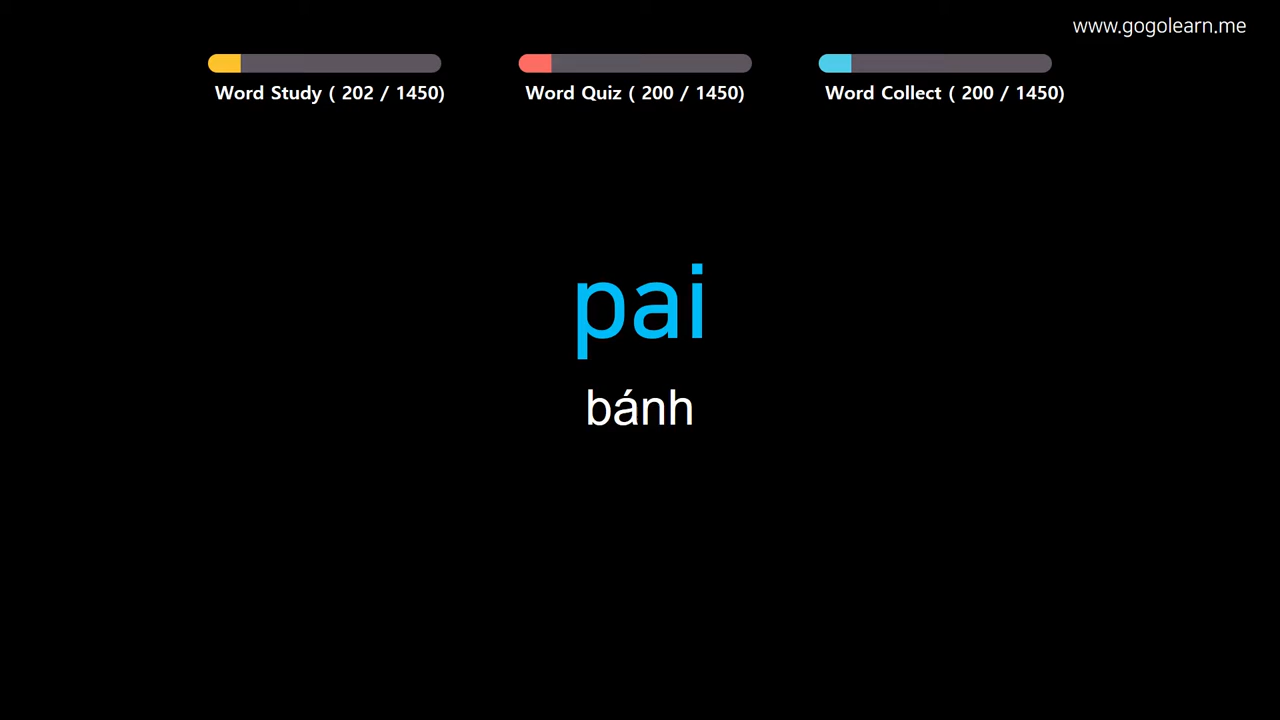 www.gogolearn.me
Word Study ( 202 / 1450)
Word Quiz ( 200 / 1450)
Word Collect ( 200 / 1450)
pai
bánh